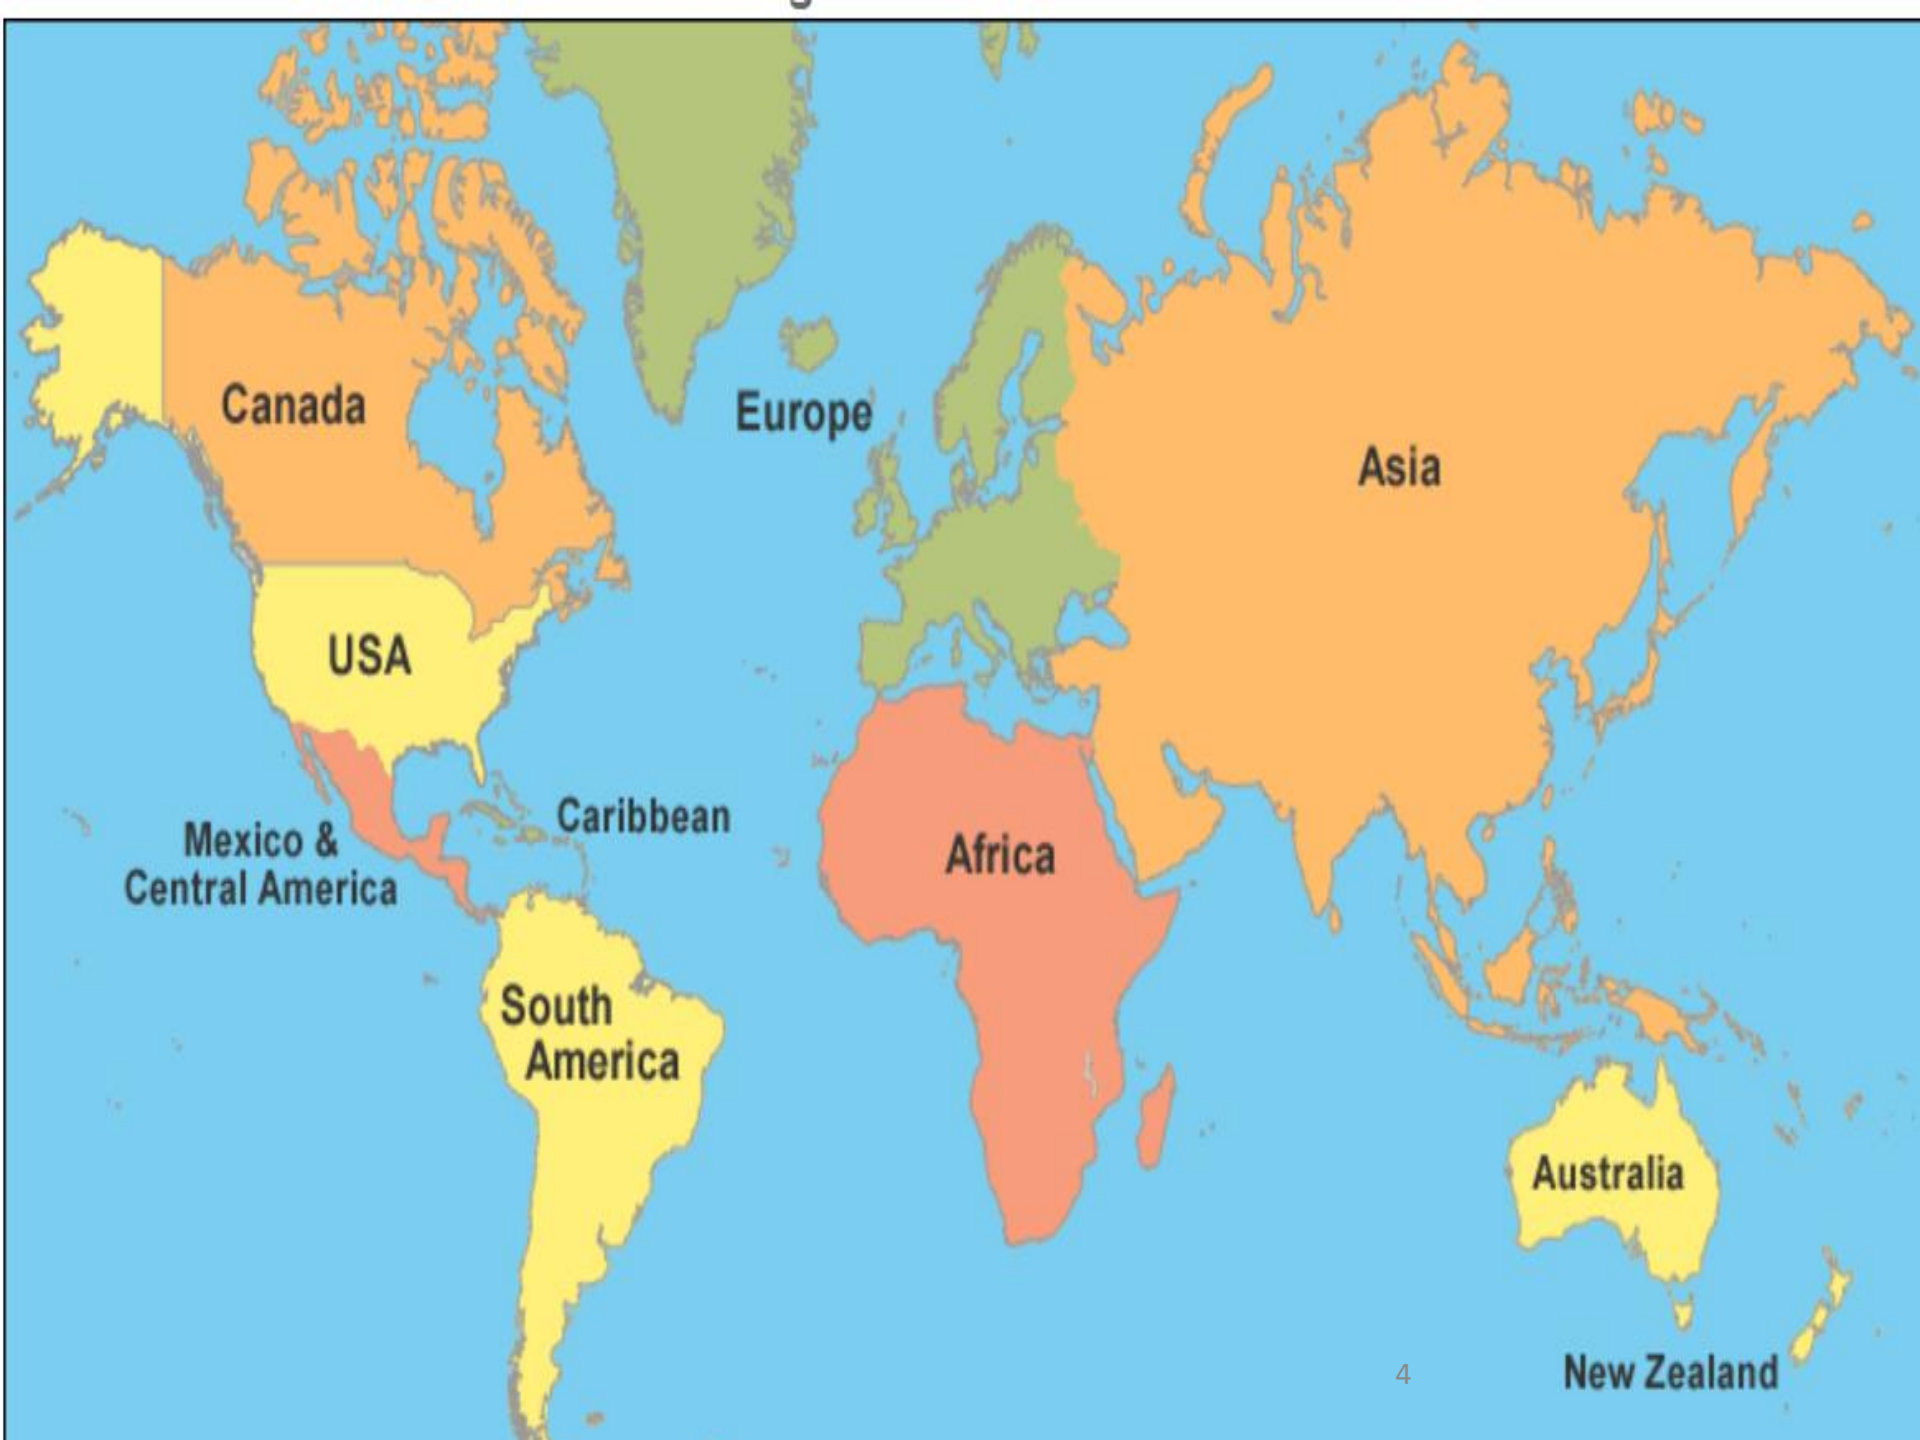 Canada
Europe
Asia
USA
Caribbean
Mexico &
Central America
Africa
South
America
Australia
New Zealand
4